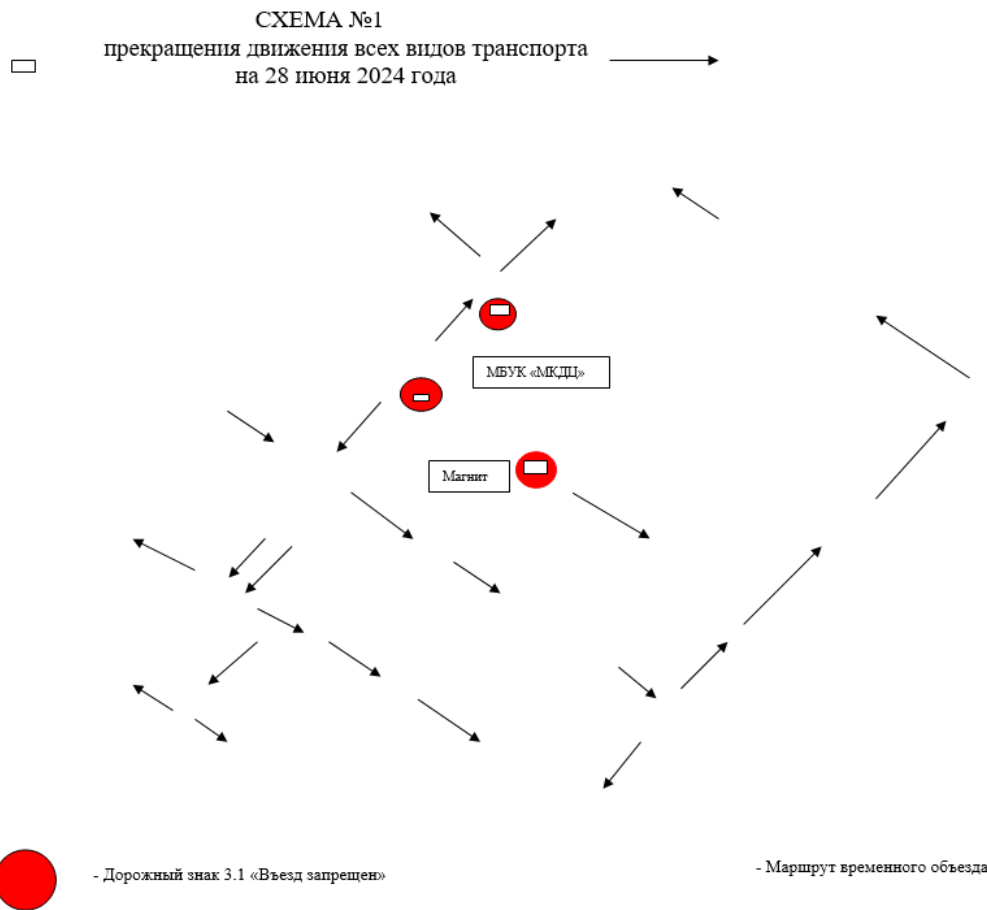 СХЕМА №1
прекращения движения всех видов транспорта
на 28 июня 2024 года
МБУК «МКДЦ»
Магнит
- Дорожный знак 3.1 «Въезд запрещен»
- Маршрут временного объезда